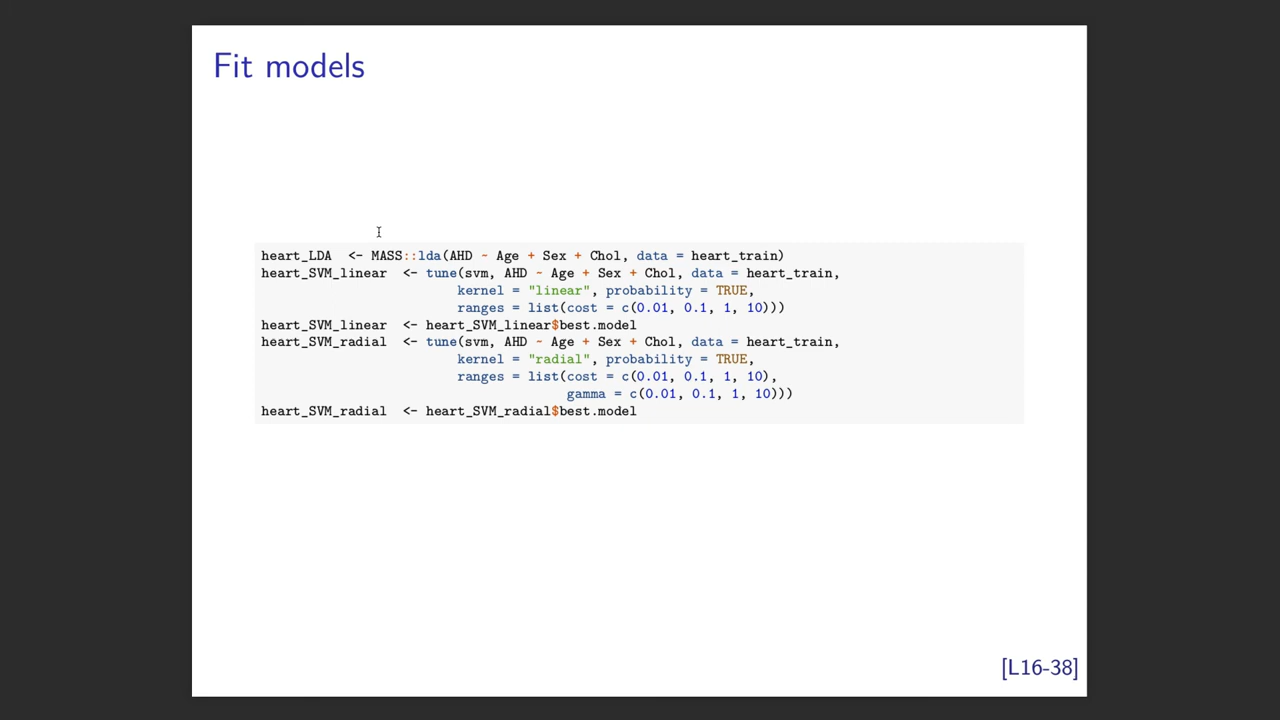 Fit models
heart_LDA <- MASS::lda(AHD ~ Age + Sex + Chol, data = heart_train)
heart_SVM_linear <- tune(svm, AHD ~ Age + Sex + Chol, data = heart_train,
kernel = "linear", probability = TRUE,
ranges = list(cost = c(0.01, 0.1, 1, 10)))
heart_SVM_linear <- heart_SVM_linear$best.model
heart_SVM_radial <- tune(svm, AHD ~ Age + Sex + Chol, data = heart_train,
kernel = "radial", probability = TRUE,
ranges = list(cost = c(0.01, 0.1, 1, 10),
gamma = c(0.01, 0.1, 1, 10)))
heart_SVM_radial <- heart_SVM_radial$best.model
[L16-38]